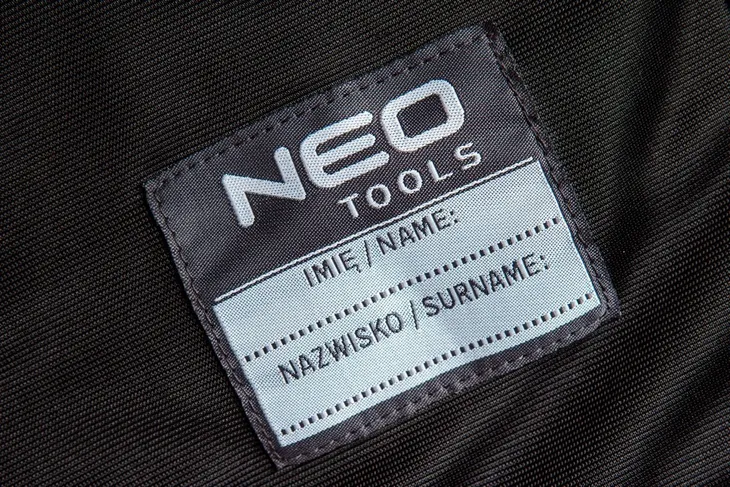 NEO
TOOLS
IMIĘ / NAME:
NAZWISKO / SURNAME: